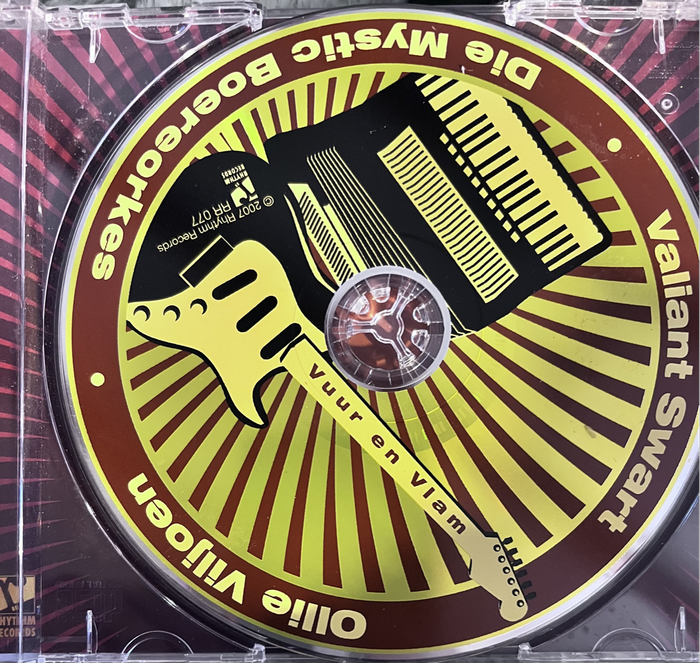 Die Mystic Boereorkes
Valiant Swart
Ollie Viljoen
Vuur en Vlam
RHYTHM
RECORDS
© 2007 Rhythm Records
RR 077
RHYTHM
RECORDS